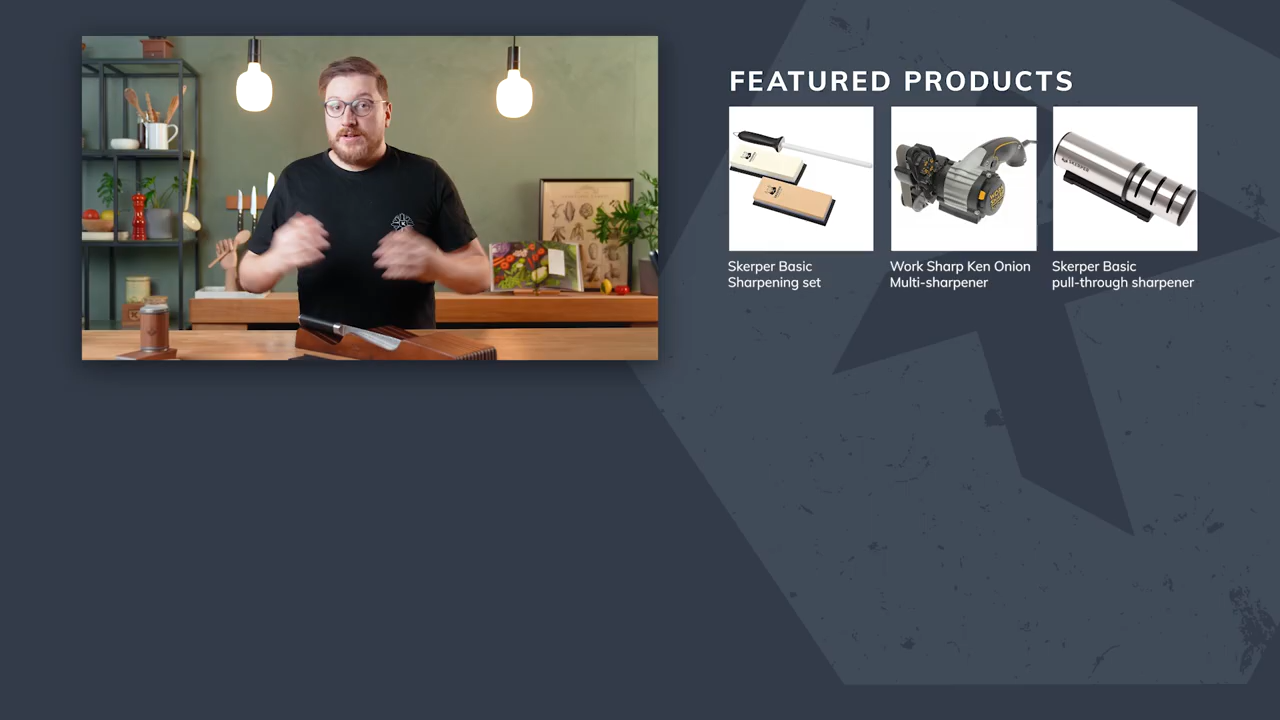 FEATURED PRODUCTS
Skerper Basic
Sharpening set
Work Sharp Ken Onion
Multi-sharpener
Skerper Basic
pull-through sharpener